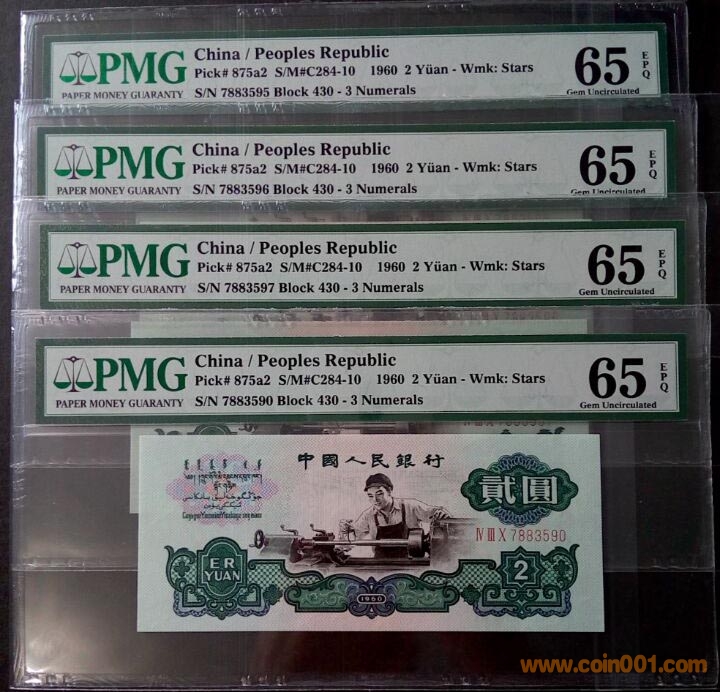 PMG
PAPER MONEY GUARANTY
China / Peoples Republic
Pick# 875a2 S/M#C284-10 1960 2 Yüan - Wmk: Stars
S/N 7883595 Block 430 - 3 Numerals
65 EPQ
Gem Uncirculated
PMG
PAPER MONEY GUARANTY
China / Peoples Republic
Pick# 875a2 S/M#C284-10 1960 2 Yüan - Wmk: Stars
S/N 7883596 Block 430 - 3 Numerals
65 EPQ
Gem Uncirculated
PMG
PAPER MONEY GUARANTY
China / Peoples Republic
Pick# 875a2 S/M#C284-10 1960 2 Yüan - Wmk: Stars
S/N 7883597 Block 430 - 3 Numerals
65 EPQ
Gem Uncirculated
PMG
PAPER MONEY GUARANTY
China / Peoples Republic
Pick# 875a2 S/M#C284-10 1960 2 Yüan - Wmk: Stars
S/N 7883590 Block 430 - 3 Numerals
65 EPQ
Gem Uncirculated
中國人民銀行
貳圓
IV III X 7883590
ER
YUAN
1960
2
www.coin001.com